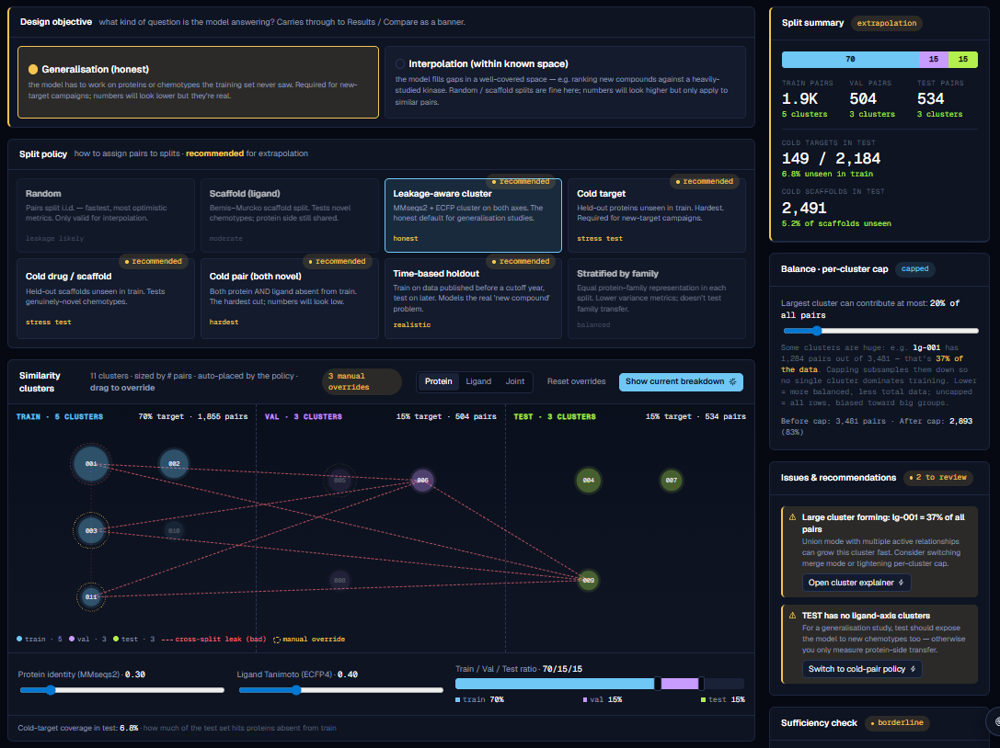 Design objective what kind of question is the model answering? Carries through to Results / Compare as a banner.
Generalisation (honest)
the model has to work on proteins or chemotypes the training set never saw. Required for new-
target campaigns; numbers will look lower but they're real.
Interpolation (within known space)
the model fills gaps in a well-covered space — e.g. ranking new compounds against a heavily-
studied kinase. Random / scaffold splits are fine here; numbers will look higher but only apply to
similar pairs.
Split policy how to assign pairs to splits · recommended for extrapolation
Random
Pairs split i.i.d. — fastest, most optimistic
metrics. Only valid for interpolation.
leakage likely
Scaffold (ligand)
Bemis–Murcko scaffold split. Tests novel
chemotypes; protein side still shared.
moderate
recommended
Leakage-aware cluster
MMseqs2 + ECFP cluster on both axes. The
honest default for generalisation studies.
honest
recommended
Cold target
Held-out proteins unseen in train. Hardest.
Required for new-target campaigns.
stress test
recommended
Cold drug / scaffold
Held-out scaffolds unseen in train. Tests
genuinely-novel chemotypes.
stress test
recommended
Cold pair (both novel)
Both protein AND ligand absent from train.
The hardest cut; numbers will look low.
hardest
recommended
Time-based holdout
Train on data published before a cutoff year,
test on later. Models the real 'new compound'
problem.
realistic
Stratified by family
Equal protein-family representation in each
split. Lower variance metrics; doesn't test
family transfer.
balanced
Similarity
clusters
11 clusters · sized by # pairs · auto-placed by the policy ·
drag to override
3 manual
overrides
Protein Ligand Joint
Reset overrides
Show current breakdown
TRAIN · 5 CLUSTERS 70% target · 1,855 pairs
VAL · 3 CLUSTERS 15% target · 504 pairs
TEST · 3 CLUSTERS 15% target · 534 pairs
001 002 005 006 004 007
003 010
011 008 009
train · 5 val · 3 test · 3 cross-split leak (bad) manual override
Protein identity (MMseqs2) · 0.30
Ligand Tanimoto (ECFP4) · 0.40
Train / Val / Test ratio · 70/15/15
train 70% val 15% test 15%
Cold-target coverage in test: 6.8% · how much of the test set hits proteins absent from train
Split summary extrapolation
70 15 15
TRAIN PAIRS VAL PAIRS TEST PAIRS
1.9K 504 534
5 clusters 3 clusters 3 clusters
COLD TARGETS IN TEST
149 / 2,184
6.8% unseen in train
COLD SCAFFOLDS IN TEST
2,491
5.2% of scaffolds unseen
Balance · per-cluster cap capped
Largest cluster can contribute at most: 20% of
all pairs
Some clusters are huge: e.g. lg-001 has
1,284 pairs out of 3,481 — that's 37% of
the data. Capping subsamples them down so
no single cluster dominates training. Lower
= more balanced, less total data; uncapped
= all rows, biased toward big groups.
Before cap: 3,481 pairs · After cap: 2,893
(83%)
Issues & recommendations 2 to review
Large cluster forming: lg-001 = 37% of all
pairs
Union mode with multiple active relationships
can grow this cluster fast. Consider switching
merge mode or tightening per-cluster cap.
Open cluster explainer
TEST has no ligand-axis clusters
For a generalisation study, test should expose
the model to new chemotypes too — otherwise
you only measure protein-side transfer.
Switch to cold-pair policy
Sufficiency check borderline